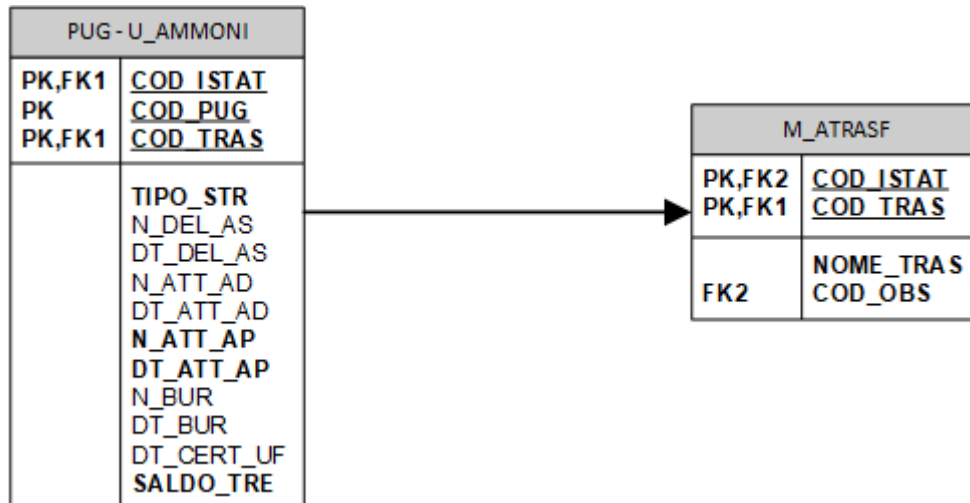 PUG - U_AMMONI
PK,FK1 COD_ISTAT
PK COD_PUG
PK,FK1 COD_TRAS
TIPO_STR
N_DEL_AS
DT_DEL_AS
N_ATT_AD
DT_ATT_AD
N_ATT_AP
DT_ATT_AP
N_BUR
DT_BUR
DT_CERT_UF
SALDO_TRE
M_ATRASF
PK,FK2 COD_ISTAT
PK,FK1 COD_TRAS
NOME_TRAS
FK2 COD_OBS